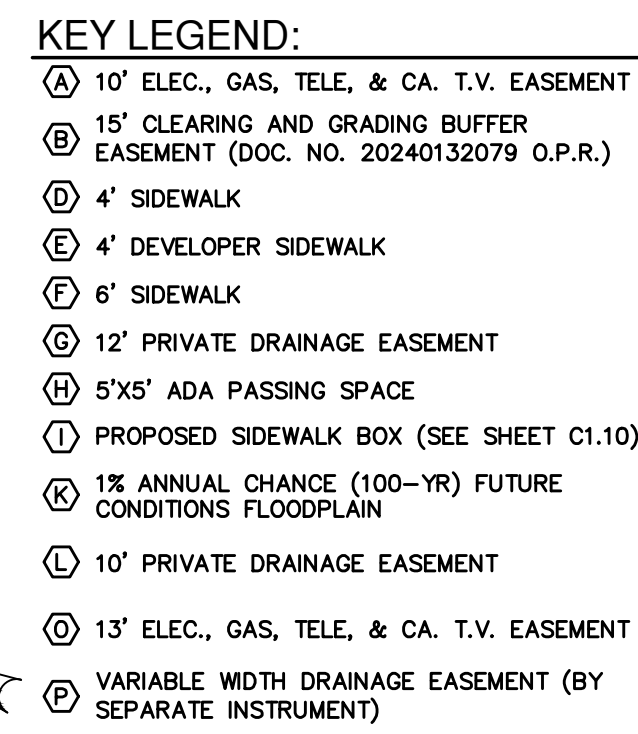 KEY LEGEND:
A 10' ELEC., GAS, TELE, & CA. T.V. EASEMENT
B 15' CLEARING AND GRADING BUFFER
EASEMENT (DOC. NO. 20240132079 O.P.R.)
D 4' SIDEWALK
E 4' DEVELOPER SIDEWALK
F 6' SIDEWALK
G 12' PRIVATE DRAINAGE EASEMENT
H 5'X5' ADA PASSING SPACE
I PROPOSED SIDEWALK BOX (SEE SHEET C1.10)
K 1% ANNUAL CHANCE (100-YR) FUTURE
CONDITIONS FLOODPLAIN
L 10' PRIVATE DRAINAGE EASEMENT
O 13' ELEC., GAS, TELE, & CA. T.V. EASEMENT
P VARIABLE WIDTH DRAINAGE EASEMENT (BY
SEPARATE INSTRUMENT)